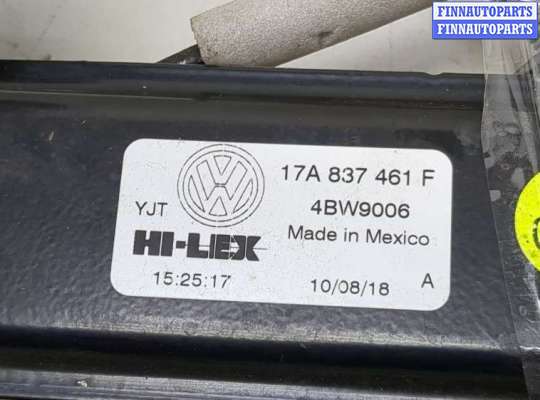 FINNAUTOPARTS
FINNAUTOPARTS
17A 837 461 F
YJT
4BW9006
HI-LEX
Made in Mexico
15:25:17
10/08/18
A